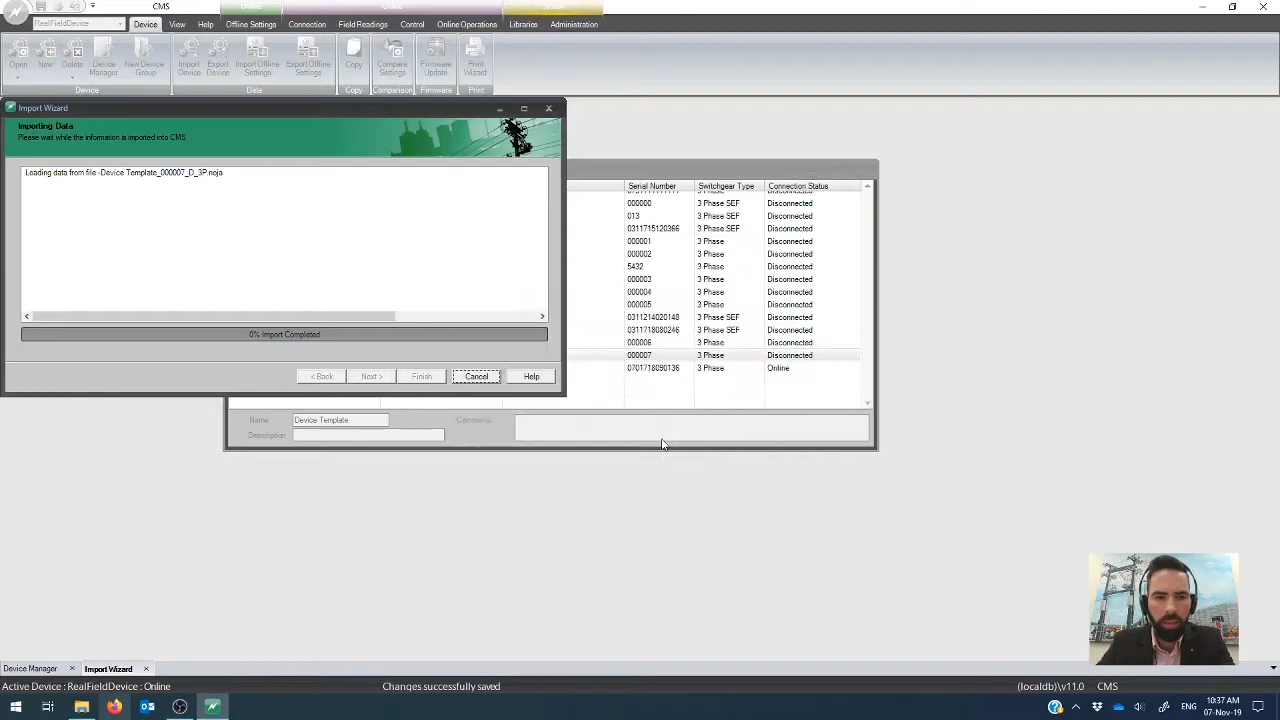 CMS
Online
System
RealFieldDevice
Device
View
Help
Offline Settings
Connection
Field Readings
Control
Online Operations
Libraries
Administration
Open
New
Delete
Device Manager
New Device Group
Import Device
Export Device
Import Offline Settings
Export Offline Settings
Copy
Compare Settings
Firmware Update
Print Wizard
Device
Data
Copy
Comparison
Firmware
Print
Import Wizard
Importing Data
Please wait while the information is imported into CMS
Loading data from file -Device Template_000007_D_3P.noja
0% Import Completed
< Back
Next >
Finish
Cancel
Help
Serial Number Switchgear Type Connection Status
000000 3 Phase SEF Disconnected
013 3 Phase SEF Disconnected
0311715120366 3 Phase SEF Disconnected
000001 3 Phase Disconnected
000002 3 Phase Disconnected
5432 3 Phase Disconnected
000003 3 Phase Disconnected
000004 3 Phase Disconnected
000005 3 Phase Disconnected
0311214020148 3 Phase SEF Disconnected
0311718080246 3 Phase SEF Disconnected
000006 3 Phase Disconnected
000007 3 Phase Disconnected
0701718090136 3 Phase Online
Name Device Template Comments
Description
Device Manager
Import Wizard
Active Device : RealFieldDevice : Online
Changes successfully saved
(localdb)\v11.0 CMS
ENG
10:37 AM
07-Nov-19